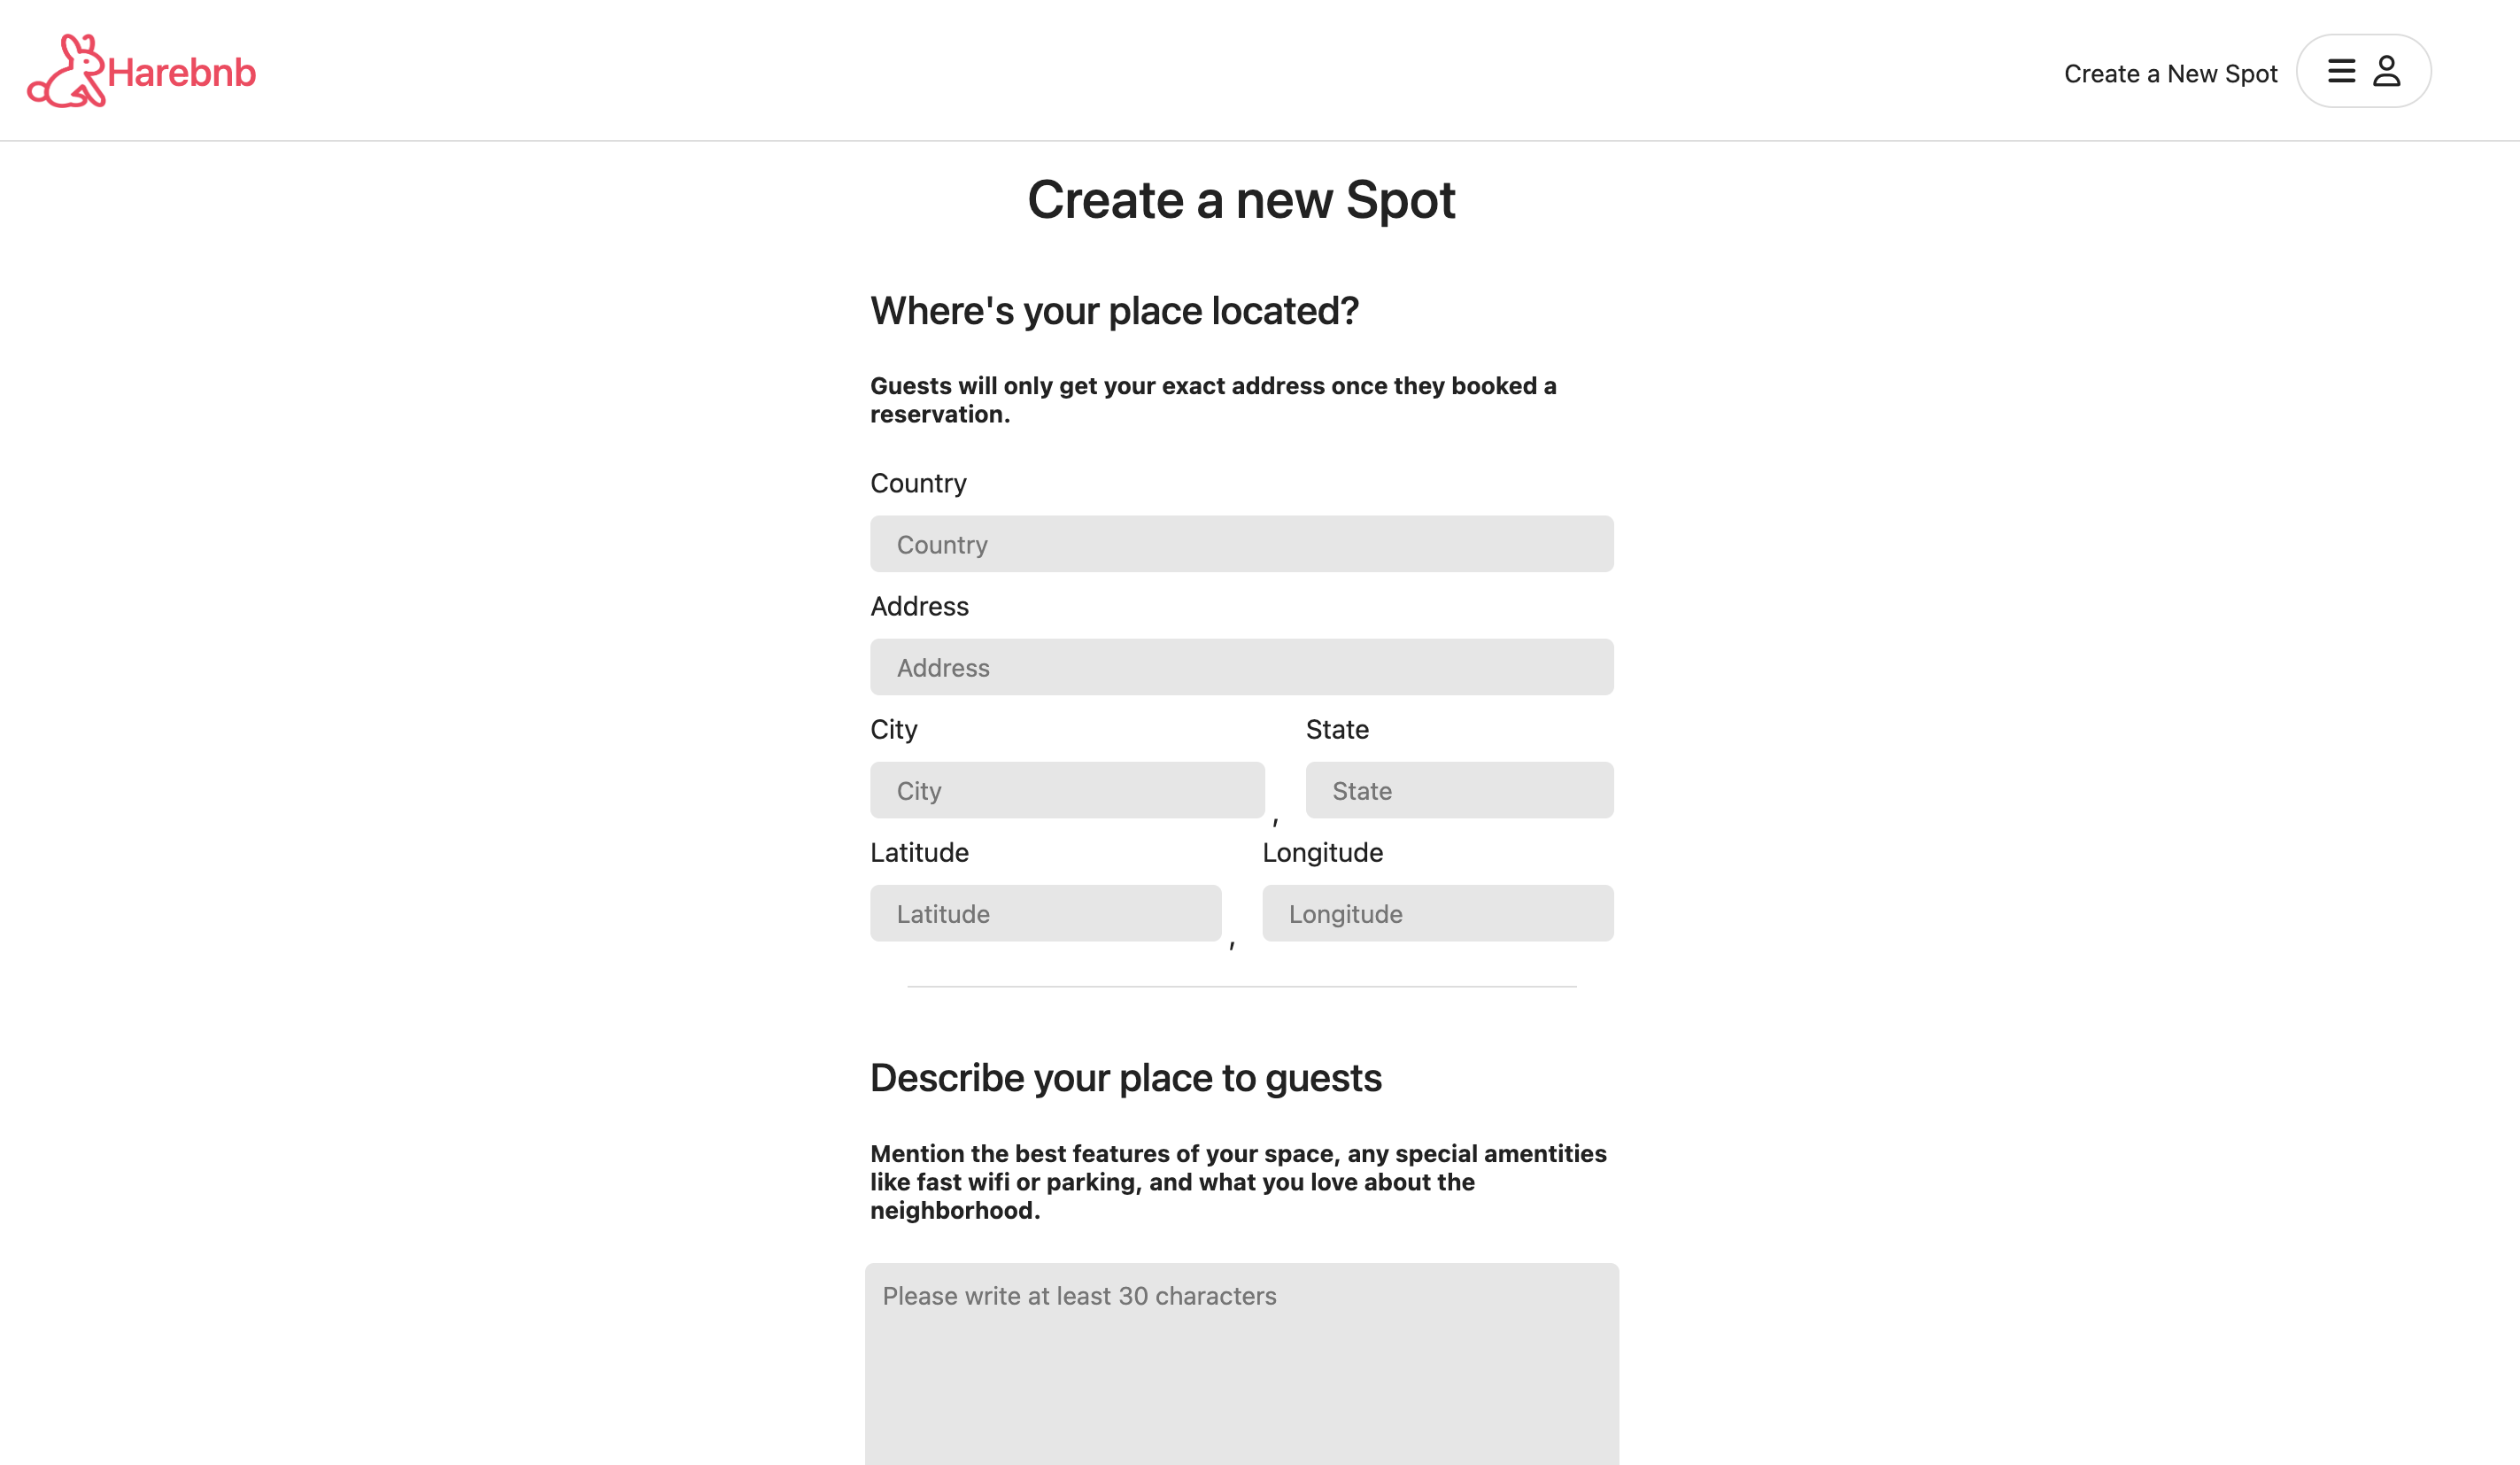 Harebnb
Create a New Spot
Create a new Spot
Where's your place located?
Guests will only get your exact address once they booked a
reservation.
Country
Country
Address
Address
City State
City , State
Latitude Longitude
Latitude , Longitude
Describe your place to guests
Mention the best features of your space, any special amentities
like fast wifi or parking, and what you love about the
neighborhood.
Please write at least 30 characters